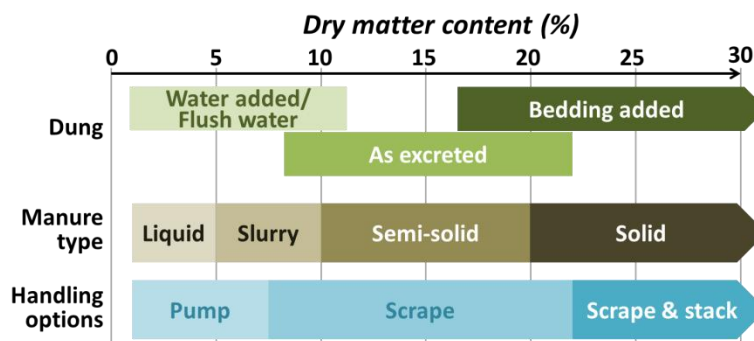 Dry matter content (%)
0 5 10 15 20 25 30
Dung
Water added/
Flush water
Bedding added
As excreted
Manure
type
Liquid Slurry Semi-solid Solid
Handling
options
Pump Scrape Scrape & stack